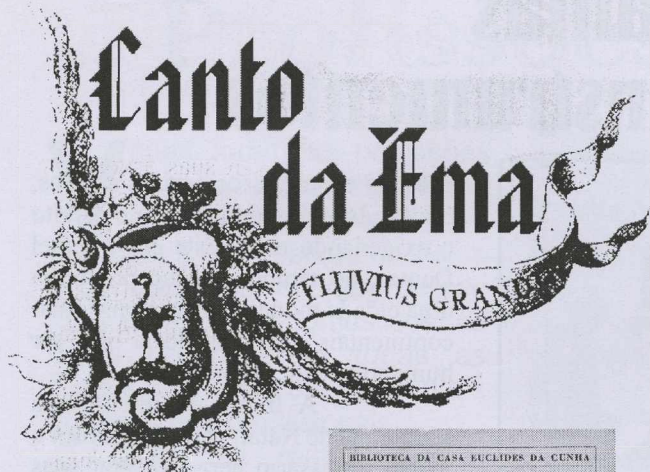 Canto
da Ema
FLUVIUS GRAND
BIBLIOTECA DA CASA EUCLIDES DA CUNHA